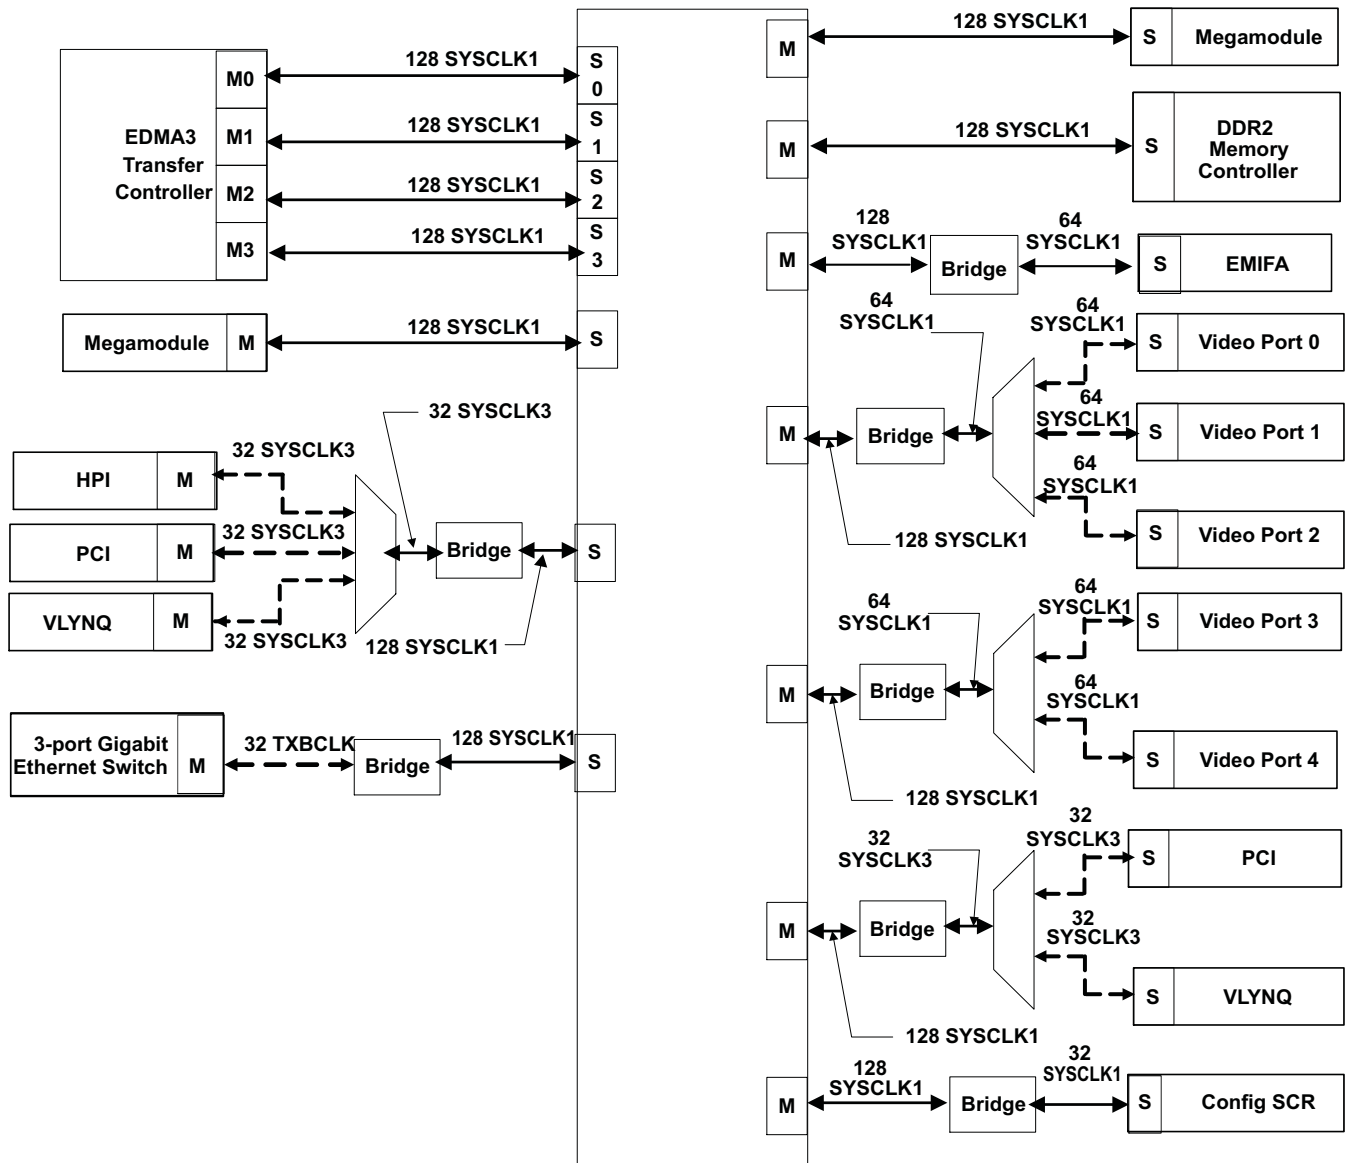 EDMA3
Transfer
Controller
M0
M1
M2
M3
128 SYSCLK1
128 SYSCLK1
128 SYSCLK1
128 SYSCLK1
S
0
S
1
S
2
S
3
Megamodule
M
128 SYSCLK1
S
HPI
M
32 SYSCLK3
PCI
M
32 SYSCLK3
VLYNQ
M
32 SYSCLK3
32 SYSCLK3
Bridge
128 SYSCLK1
S
3-port Gigabit
Ethernet Switch
M
32 TXBCLK
Bridge
128 SYSCLK1
S
M
128 SYSCLK1
S
Megamodule
M
128 SYSCLK1
S
DDR2
Memory
Controller
M
128
SYSCLK1
Bridge
64
SYSCLK1
S
EMIFA
M
128 SYSCLK1
Bridge
64
SYSCLK1
64
SYSCLK1
S
Video Port 0
64
SYSCLK1
S
Video Port 1
64
SYSCLK1
S
Video Port 2
M
128 SYSCLK1
Bridge
64
SYSCLK1
64
SYSCLK1
S
Video Port 3
64
SYSCLK1
S
Video Port 4
M
128 SYSCLK1
Bridge
32
SYSCLK3
32
SYSCLK3
S
PCI
32
SYSCLK3
S
VLYNQ
M
128
SYSCLK1
Bridge
32
SYSCLK1
S
Config SCR